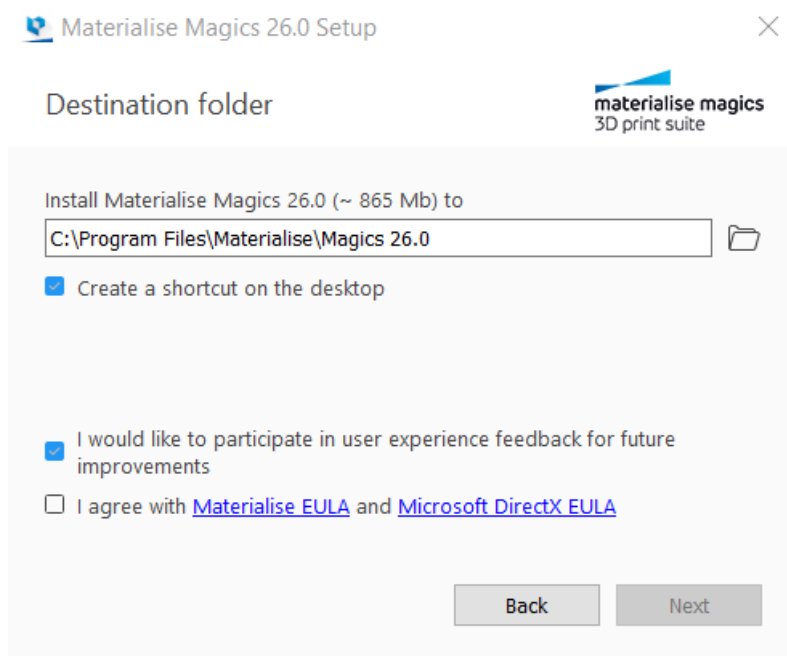 Materialise Magics 26.0 Setup
Destination folder
materialise magics
3D print suite
Install Materialise Magics 26.0 (~ 865 Mb) to
C:\Program Files\Materialise\Magics 26.0
Create a shortcut on the desktop
I would like to participate in user experience feedback for future
improvements
I agree with Materialise EULA and Microsoft DirectX EULA
Back Next